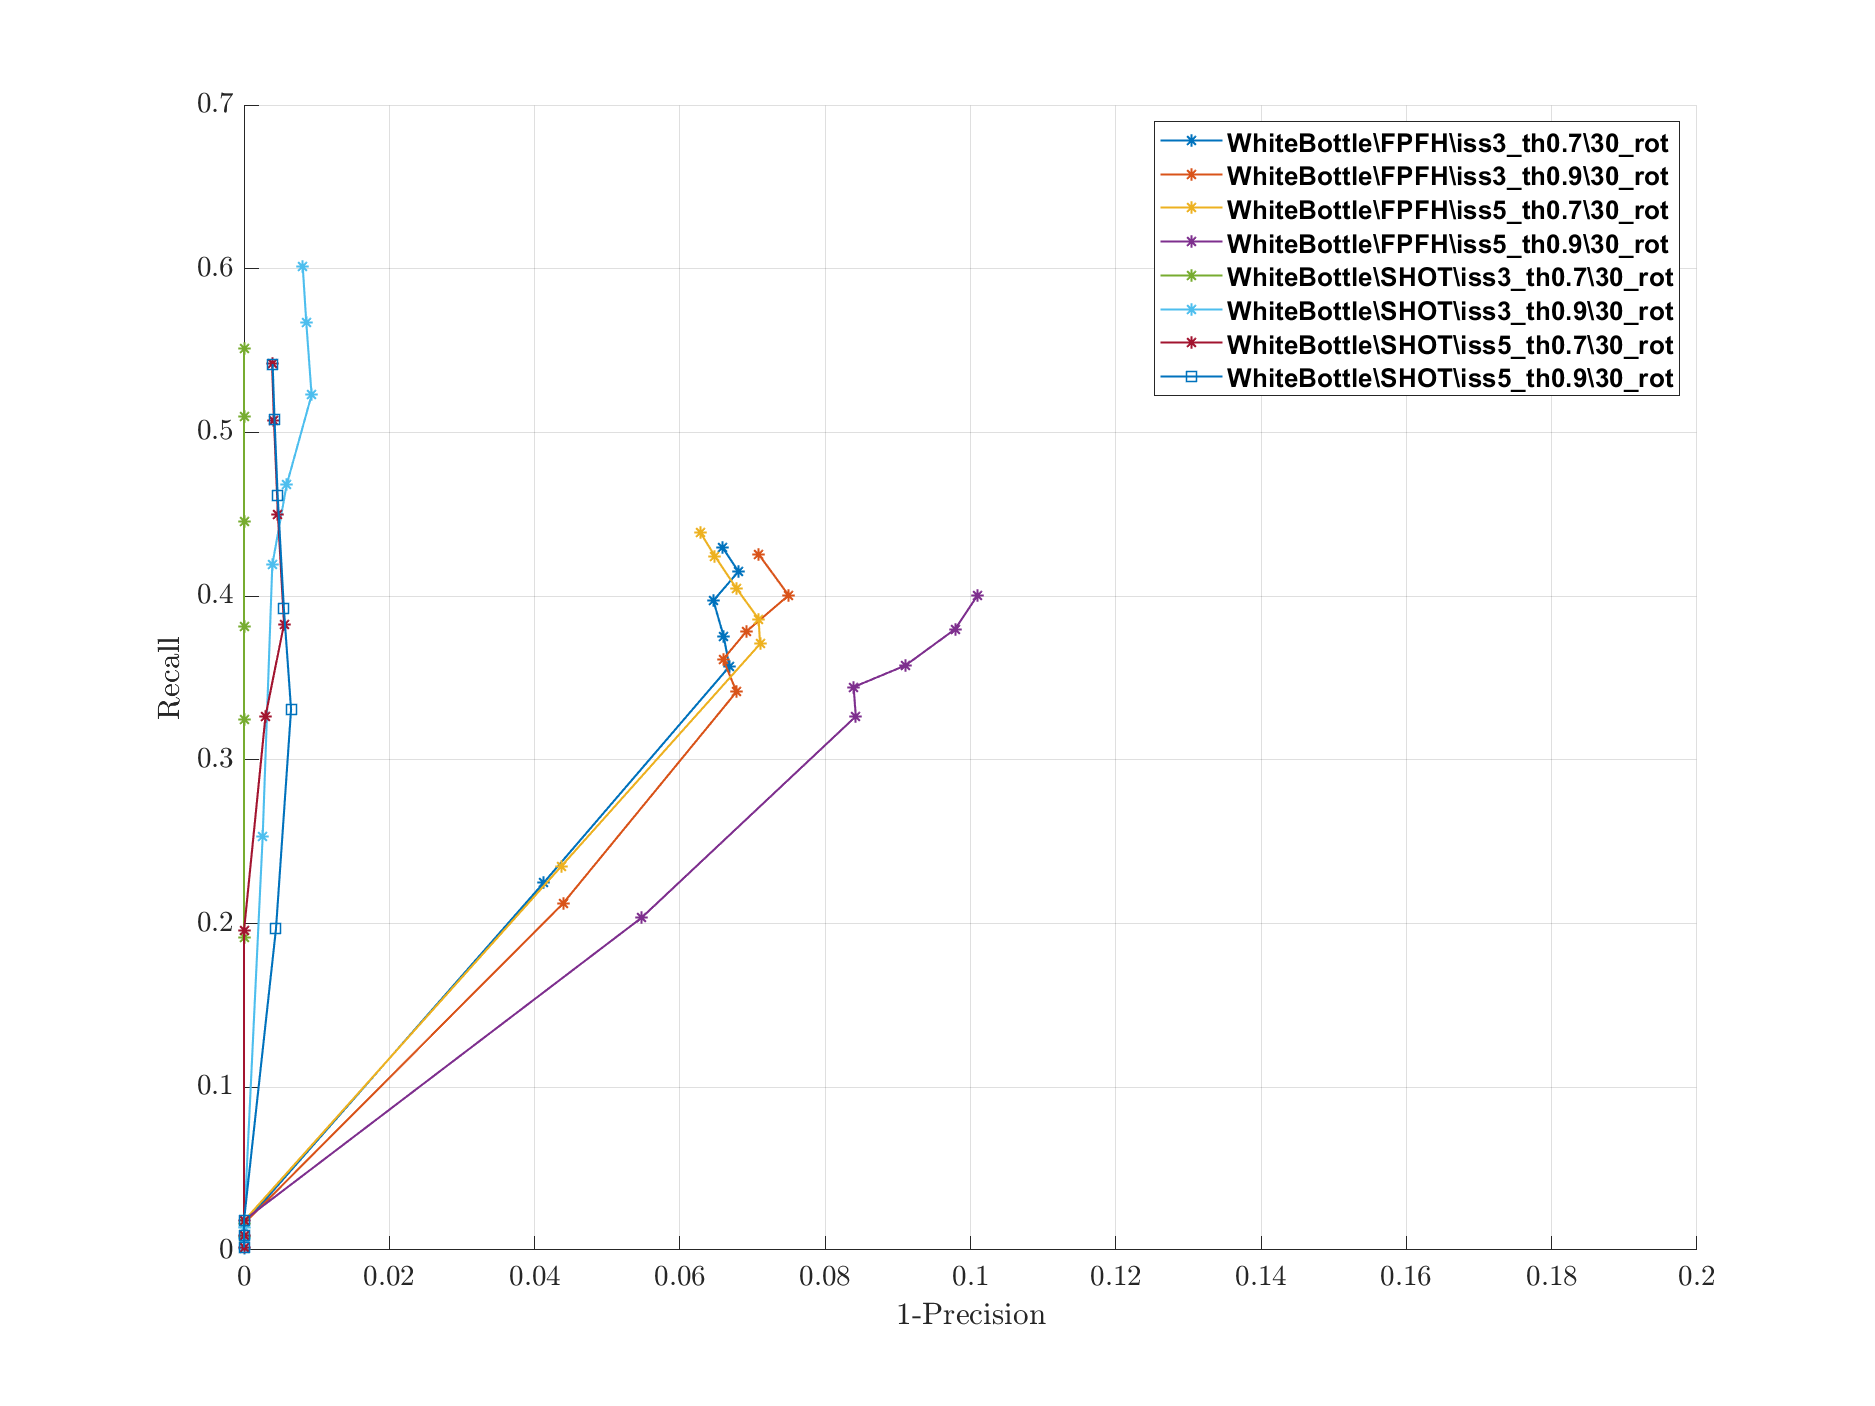 0.7
0.6
0.5
0.4
0.3
0.2
0.1
0
Recall
WhiteBottle\FPFH\iss3_th0.7\30_rot
WhiteBottle\FPFH\iss3_th0.9\30_rot
WhiteBottle\FPFH\iss5_th0.7\30_rot
WhiteBottle\FPFH\iss5_th0.9\30_rot
WhiteBottle\SHOT\iss3_th0.7\30_rot
WhiteBottle\SHOT\iss3_th0.9\30_rot
WhiteBottle\SHOT\iss5_th0.7\30_rot
WhiteBottle\SHOT\iss5_th0.9\30_rot
0 0.02 0.04 0.06 0.08 0.1 0.12 0.14 0.16 0.18 0.2
1-Precision